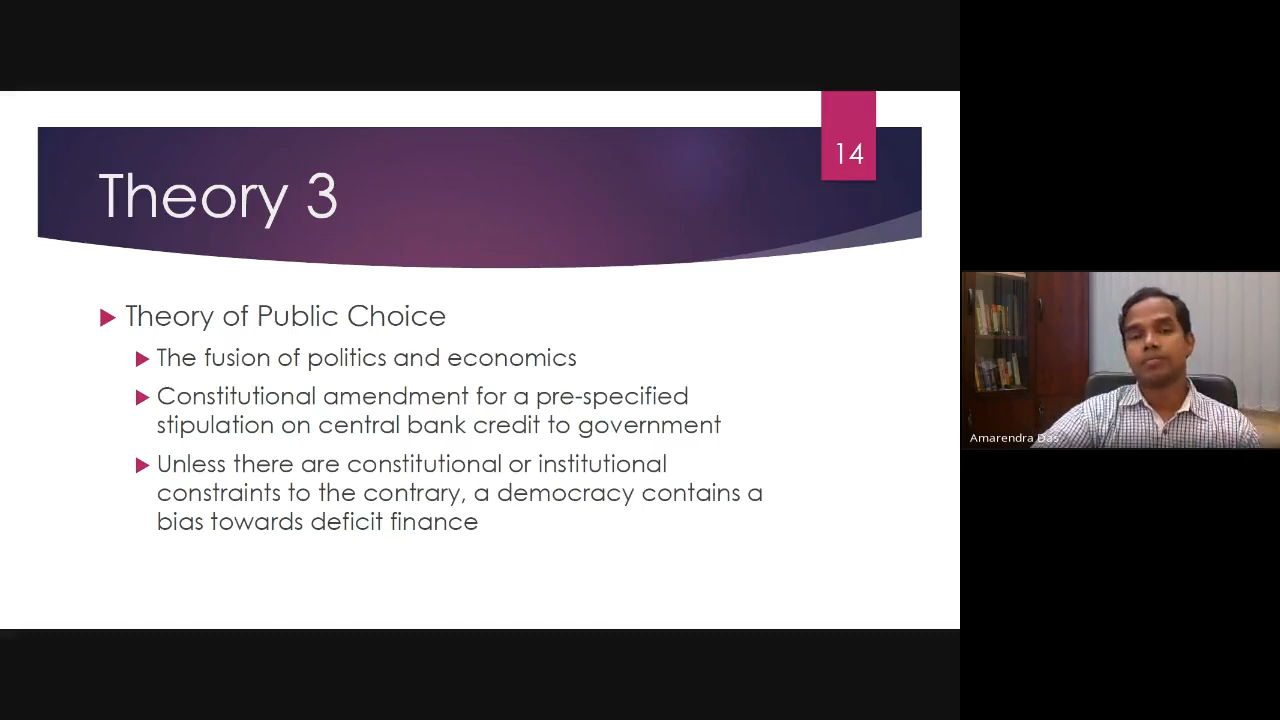 14
Theory 3
Theory of Public Choice
The fusion of politics and economics
Constitutional amendment for a pre-specified
stipulation on central bank credit to government
Unless there are constitutional or institutional
constraints to the contrary, a democracy contains a
bias towards deficit finance
Amarendra Das